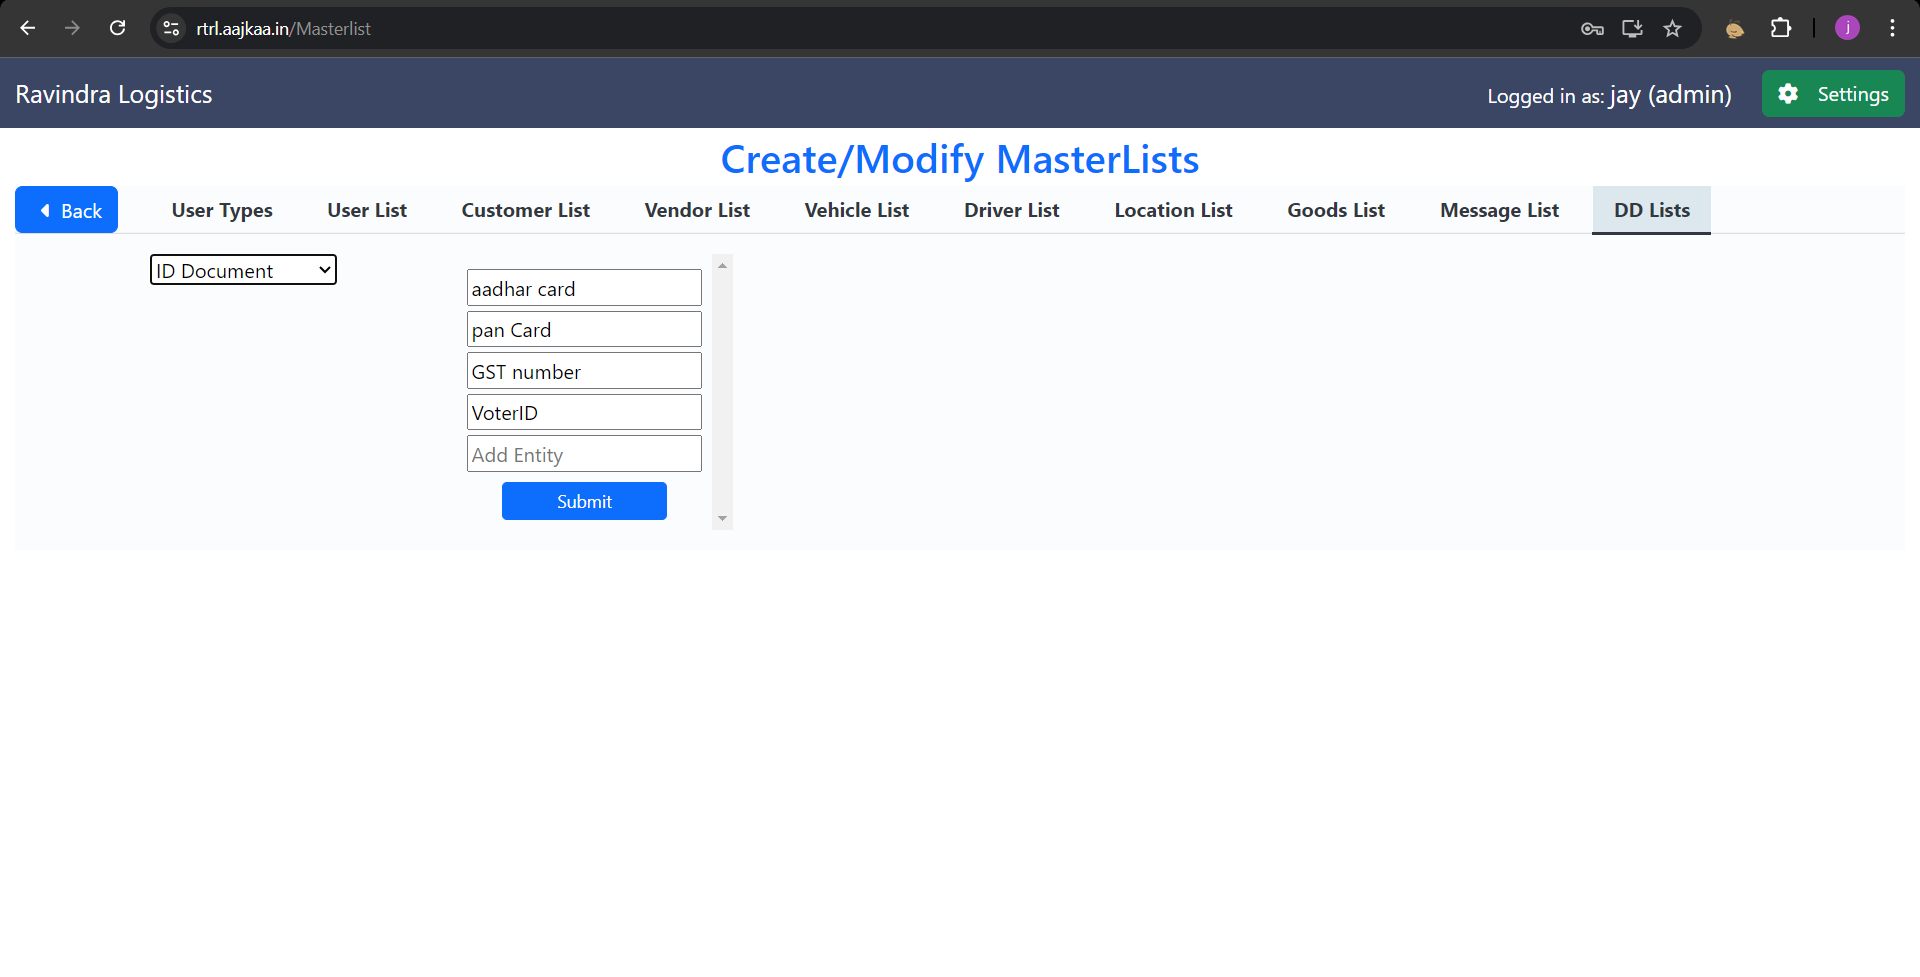 rtrl.aajkaa.in/Masterlist
j
Ravindra Logistics
Logged in as: jay (admin)
Settings
Create/Modify MasterLists
Back
User Types
User List
Customer List
Vendor List
Vehicle List
Driver List
Location List
Goods List
Message List
DD Lists
ID Document
aadhar card
pan Card
GST number
VoterID
Add Entity
Submit